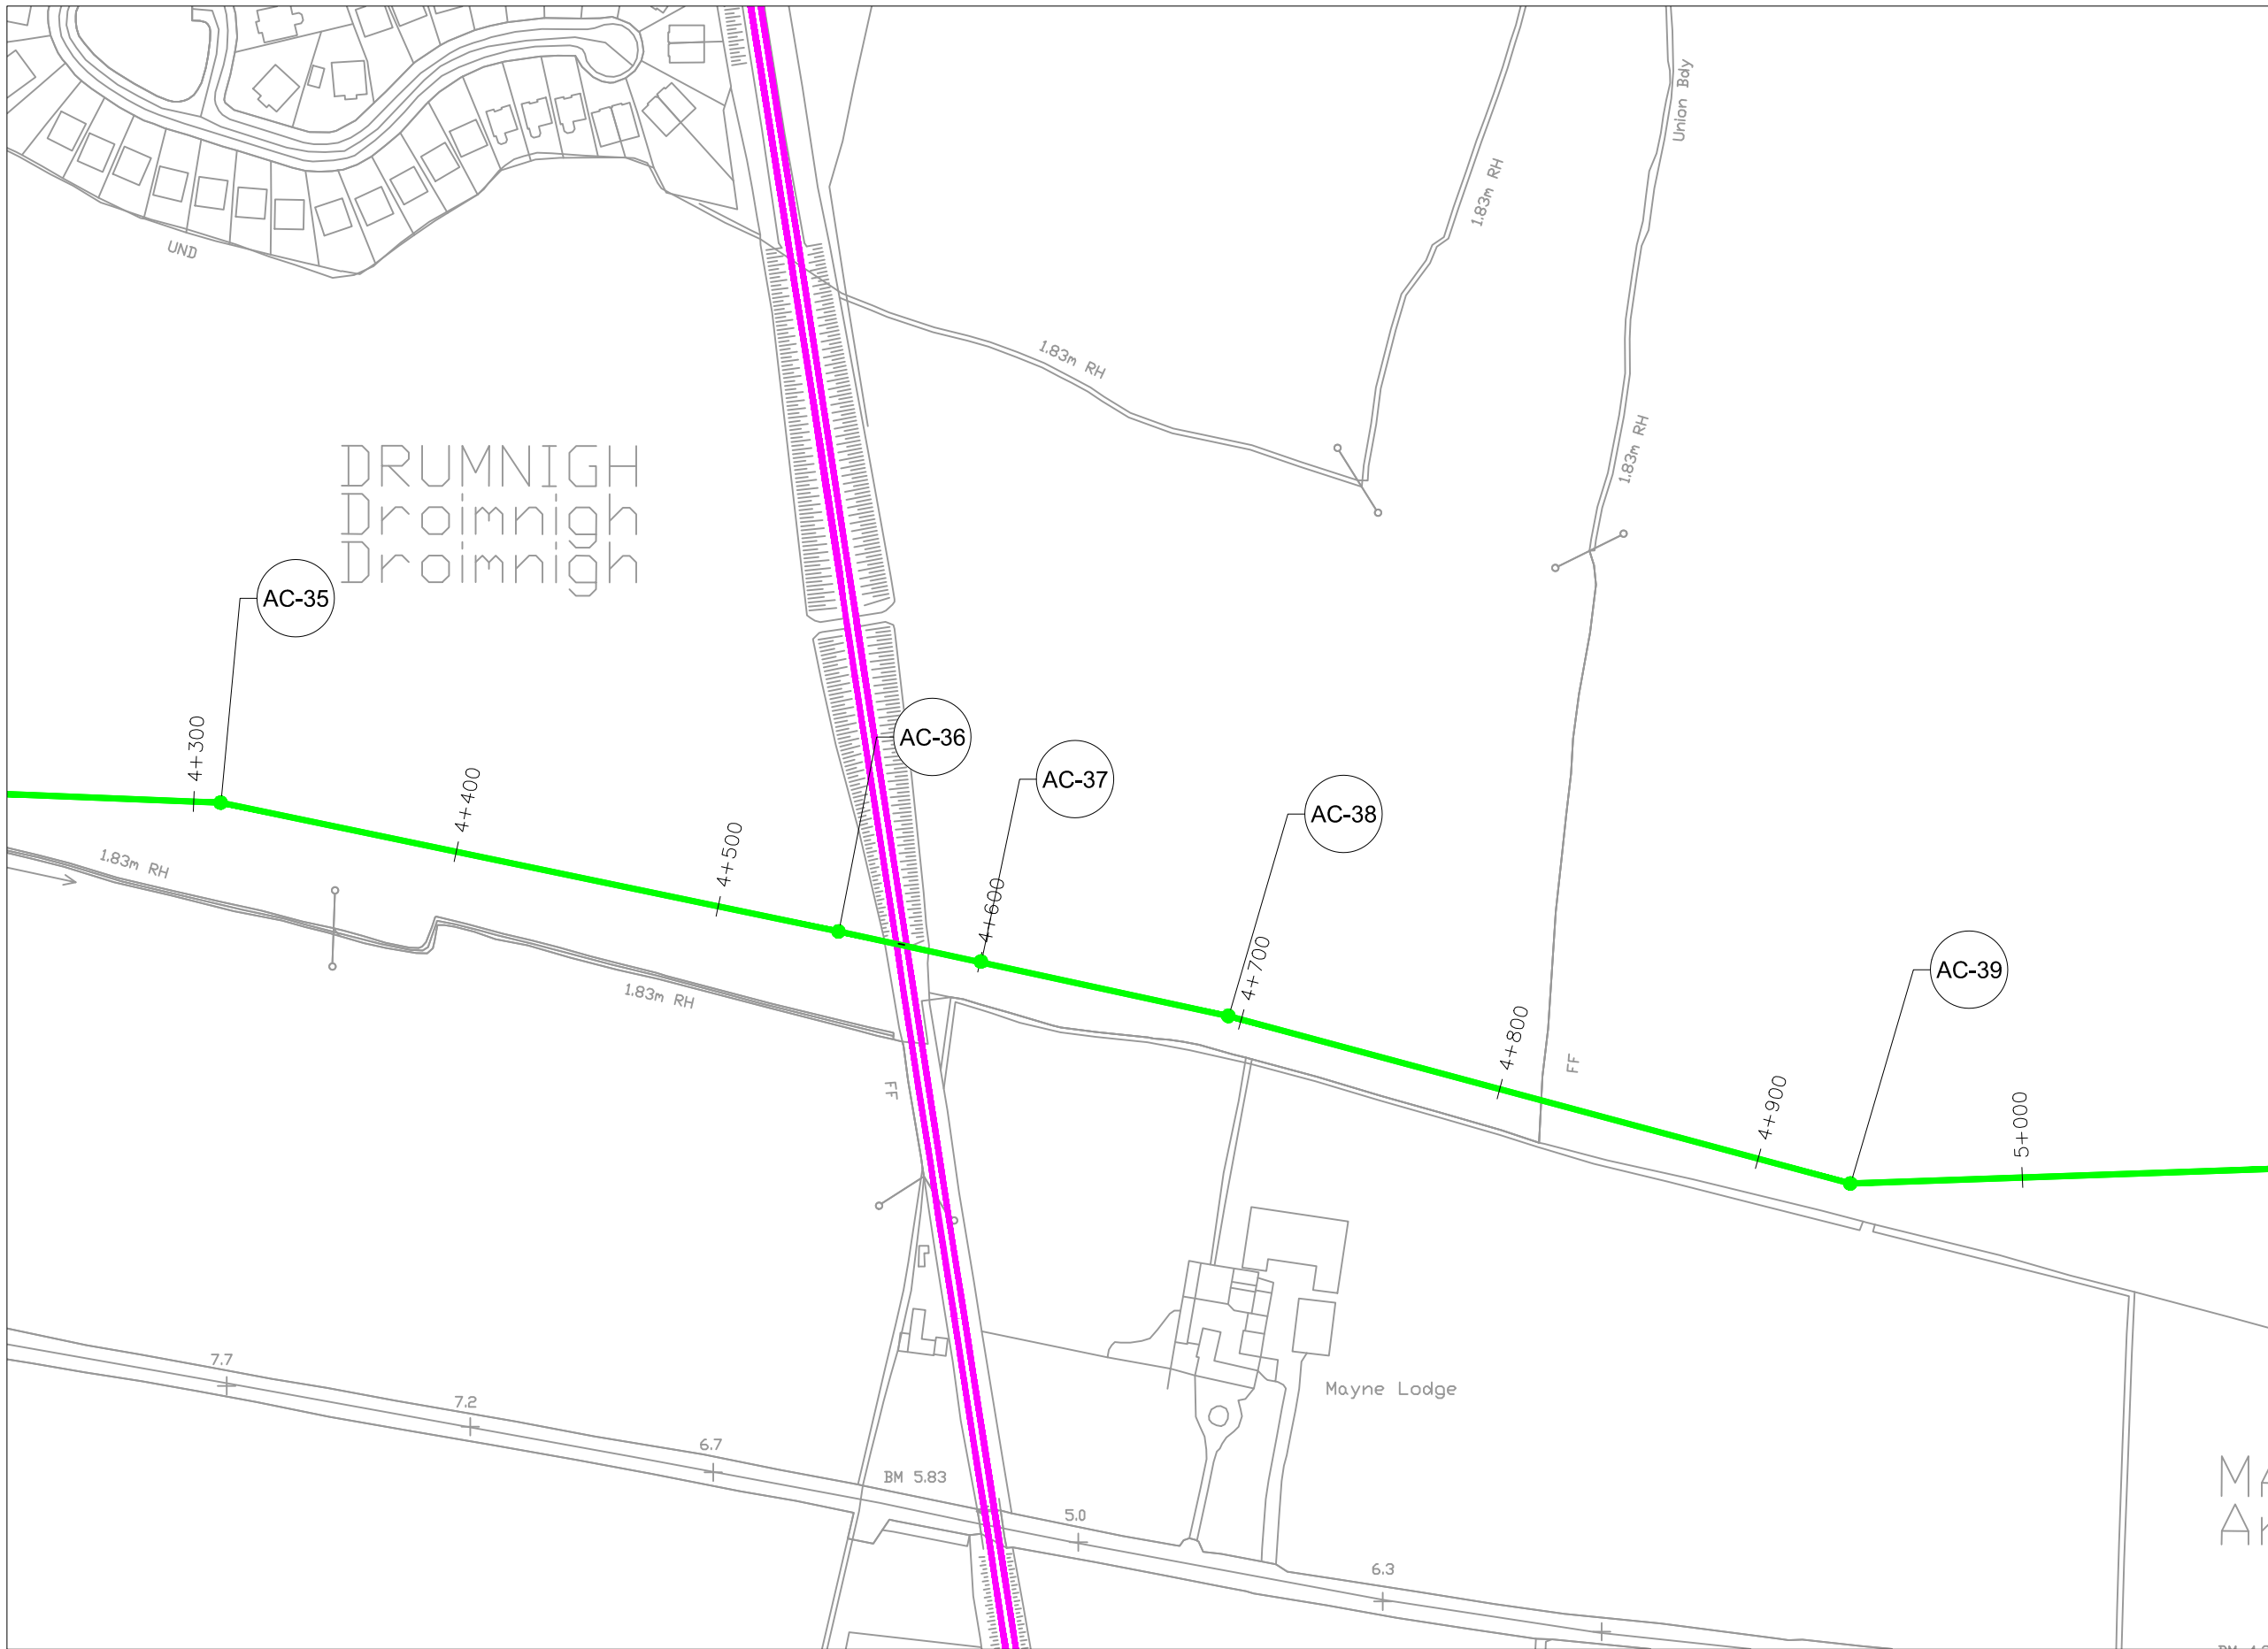 Union Bdy
1.83m RH
UND
1.83m RH
1.83m RH
DRUMNIGH
Droimnigh
Droimnigh
AC-35
4+300
AC-36
AC-37
AC-38
4+400
4+500
4+600
4+700
AC-39
1.83m RH
1.83m RH
FF
FF
4+800
4+900
5+000
7.7
7.2
6.7
BM 5.83
5.0
6.3
Mayne Lodge